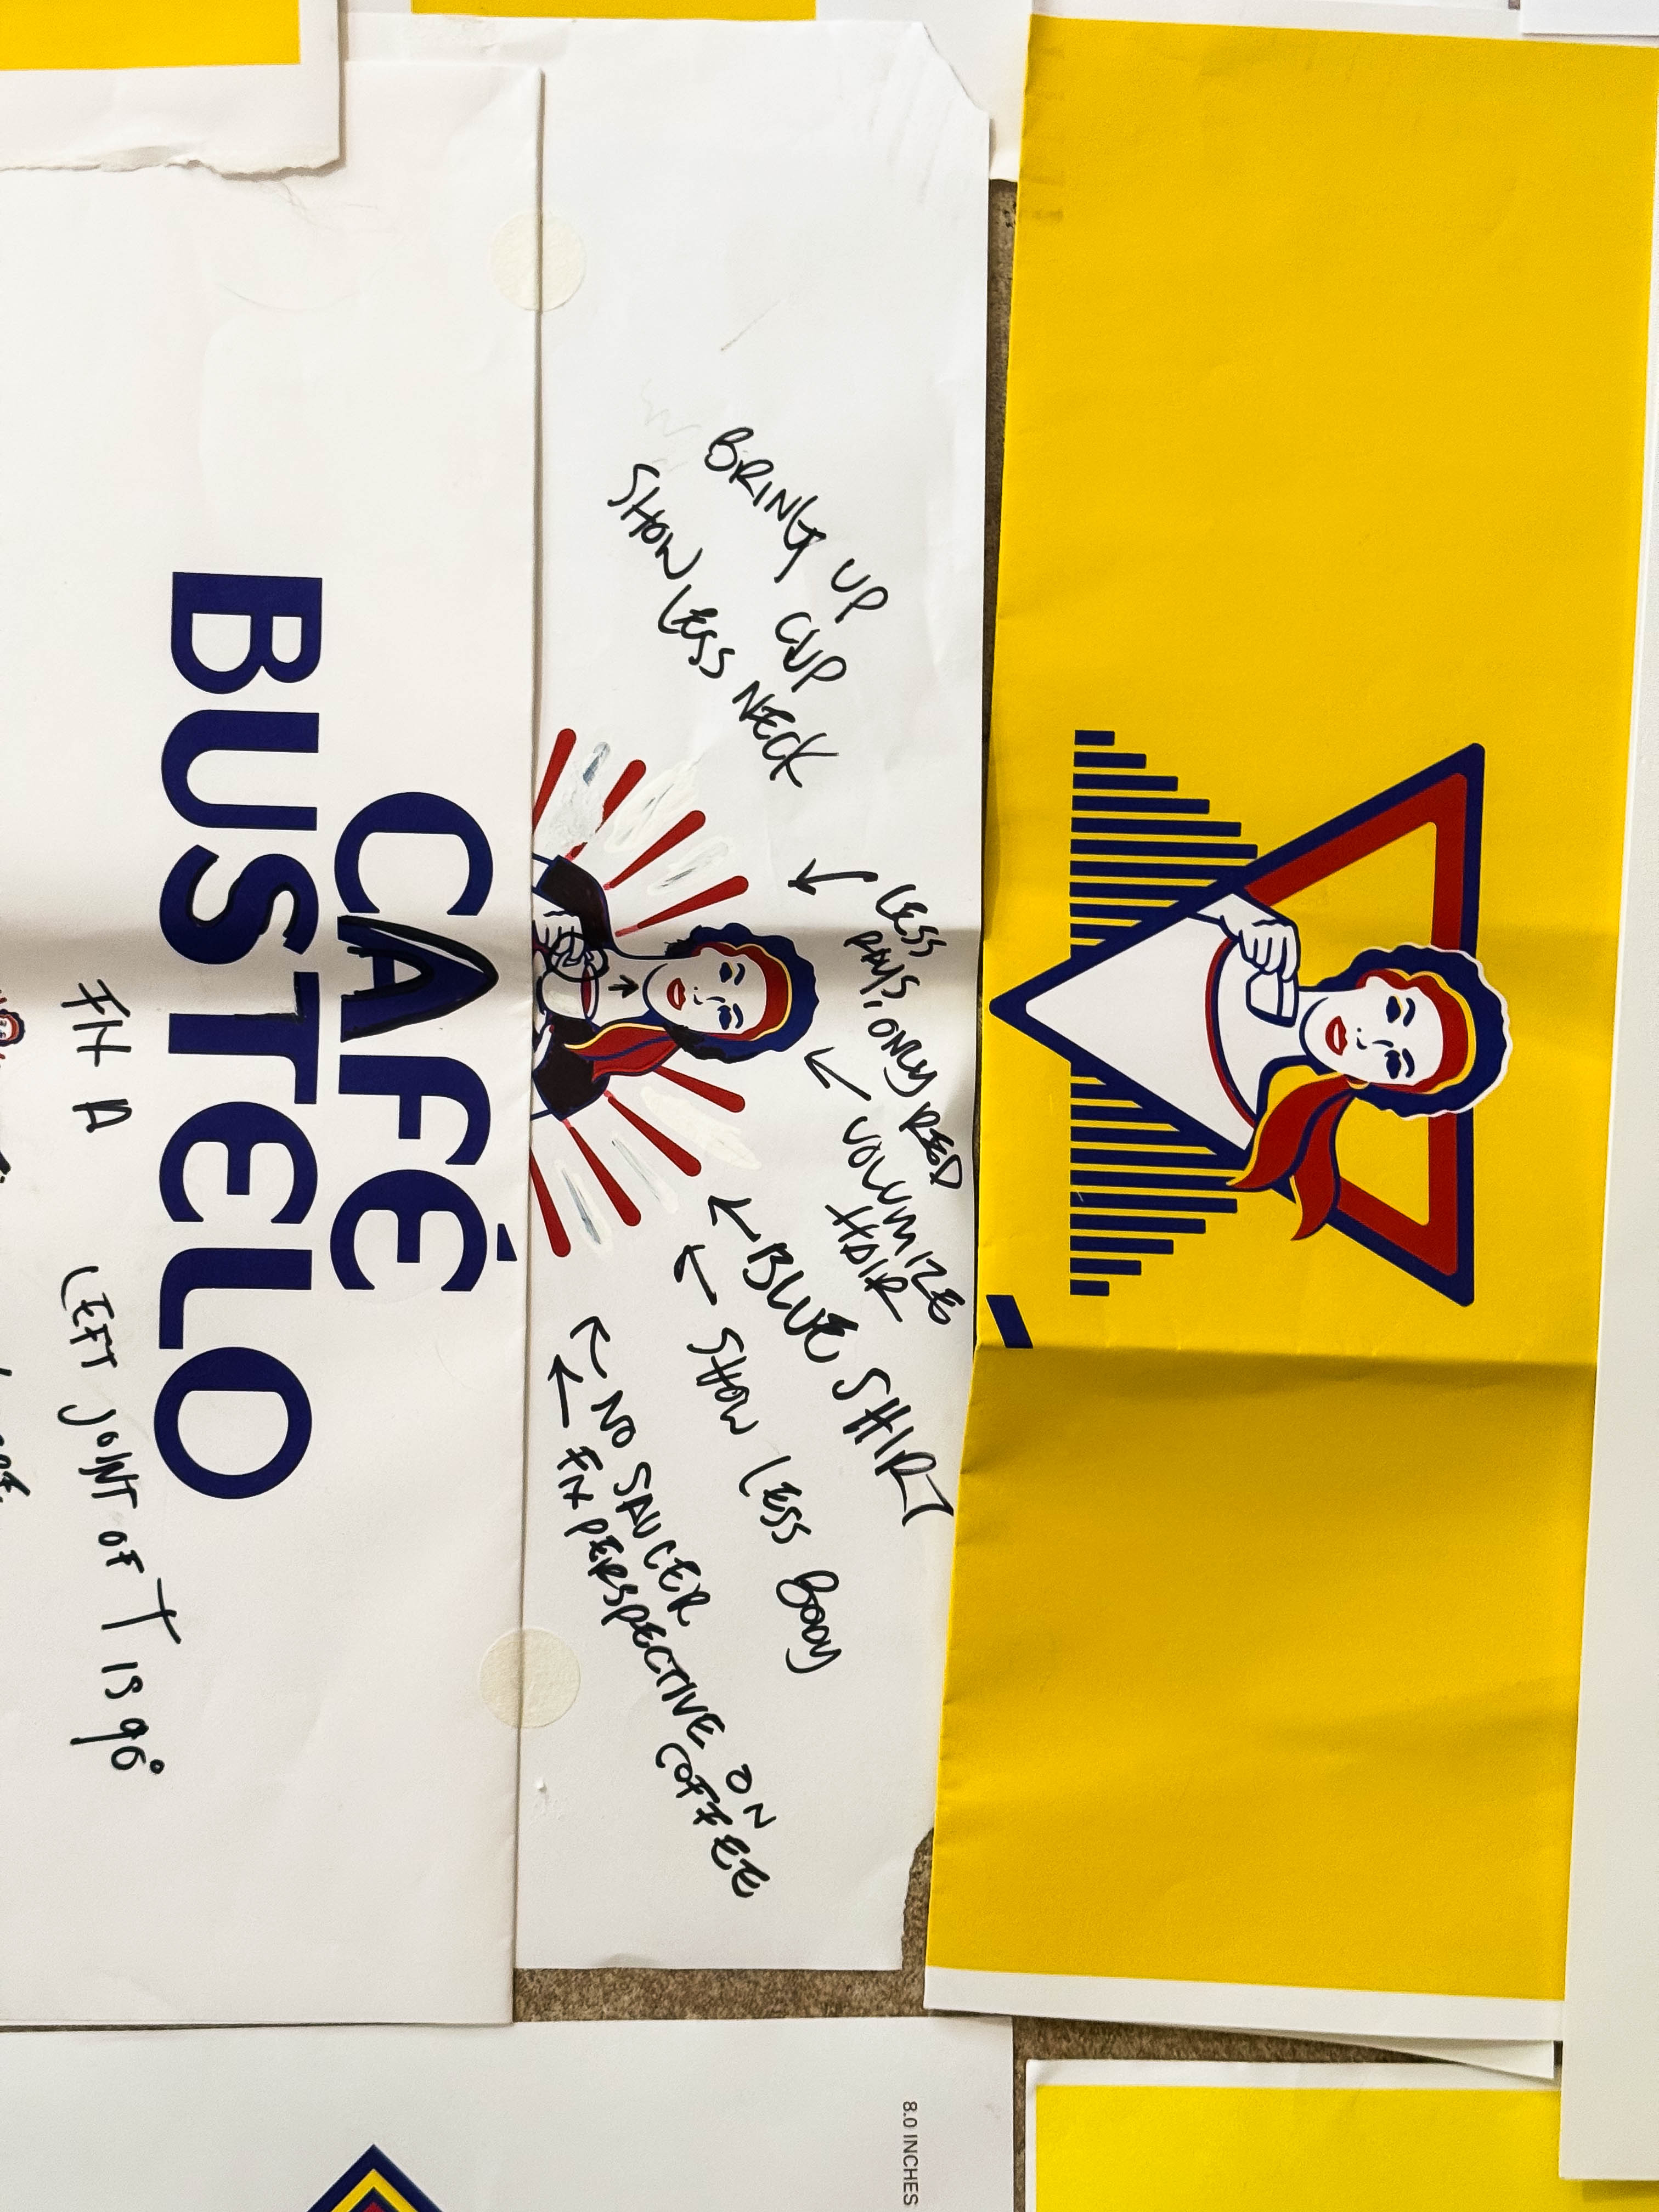 LESS
RAYS, ONLY RED
VOLUMIZE
HAIR
BLUE SHIRT
8.0 INCHES
BRING UP
CUP
SHOW LESS NECK
SHOW LESS BODY
NO SAUCER
FIX PERSPECTIVE ON
COFFEE
CAFÉ
BUSTELO
FIX A
LEFT JOINT OF T IS 90°